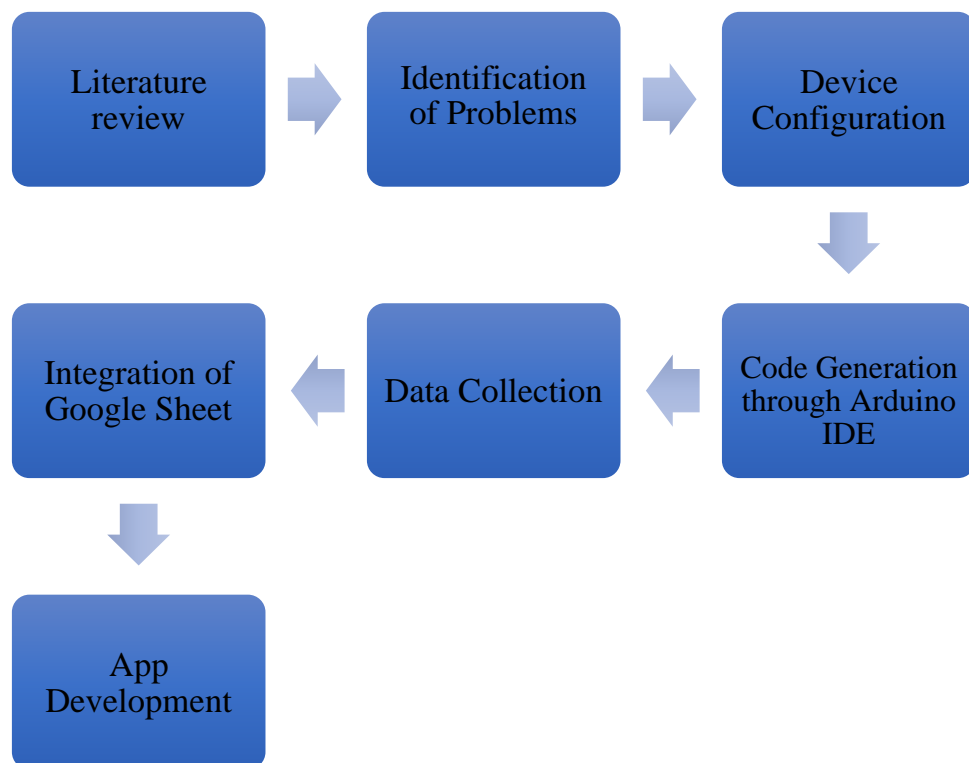 Literature
review
Identification
of Problems
Device
Configuration
Code Generation
through Arduino
IDE
Data Collection
Integration of
Google Sheet
App
Development